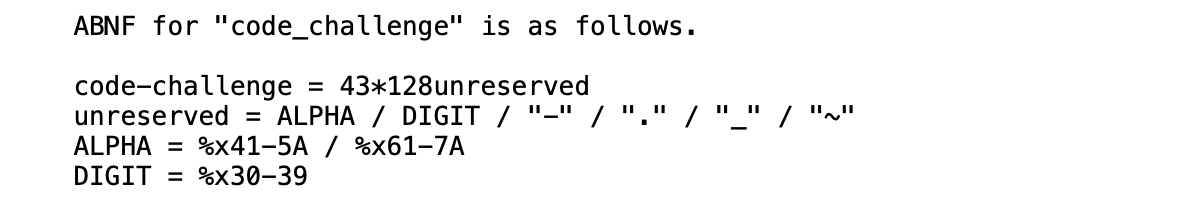 ABNF for "code_challenge" is as follows.
code-challenge = 43*128unreserved
unreserved = ALPHA / DIGIT / "-" / "." / "_" / "~"
ALPHA = %x41-5A / %x61-7A
DIGIT = %x30-39